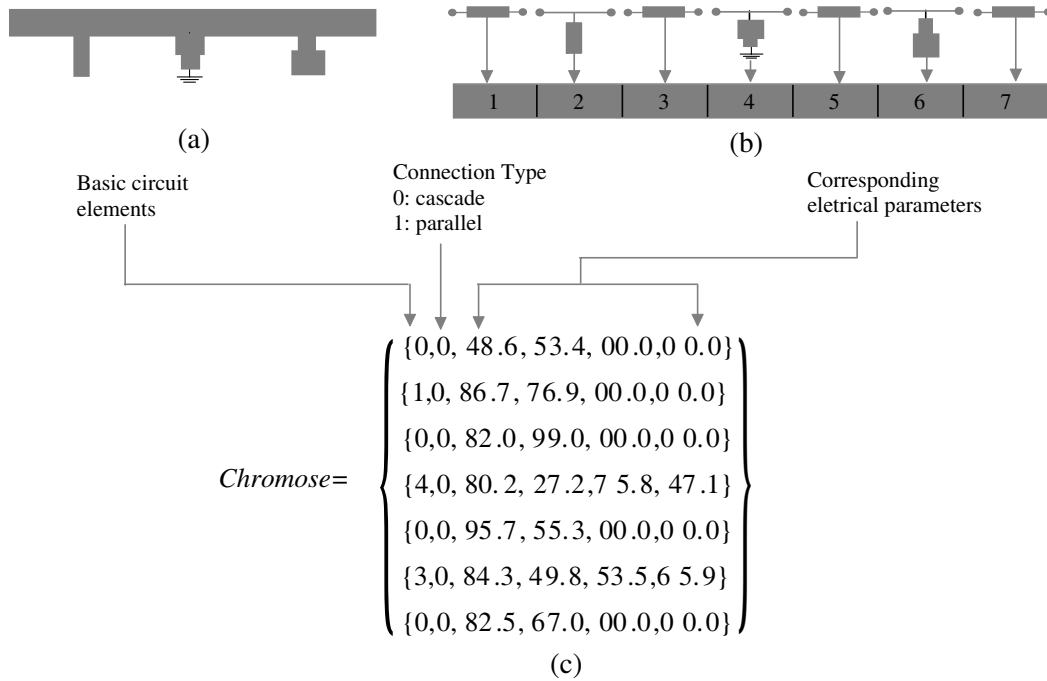 1 2 3 4 5 6 7
(a)
(b)
Basic circuit
elements
Connection Type
0: cascade
1: parallel
Corresponding
eletrical parameters
{0,0, 48.6, 53.4, 00.0,0 0.0}
{1,0, 86.7, 76.9, 00.0,0 0.0}
{0,0, 82.0, 99.0, 00.0,0 0.0}
Chromose= {4,0, 80.2, 27.2,7 5.8, 47.1}
{0,0, 95.7, 55.3, 00.0,0 0.0}
{3,0, 84.3, 49.8, 53.5,6 5.9}
{0,0, 82.5, 67.0, 00.0,0 0.0}
(c)